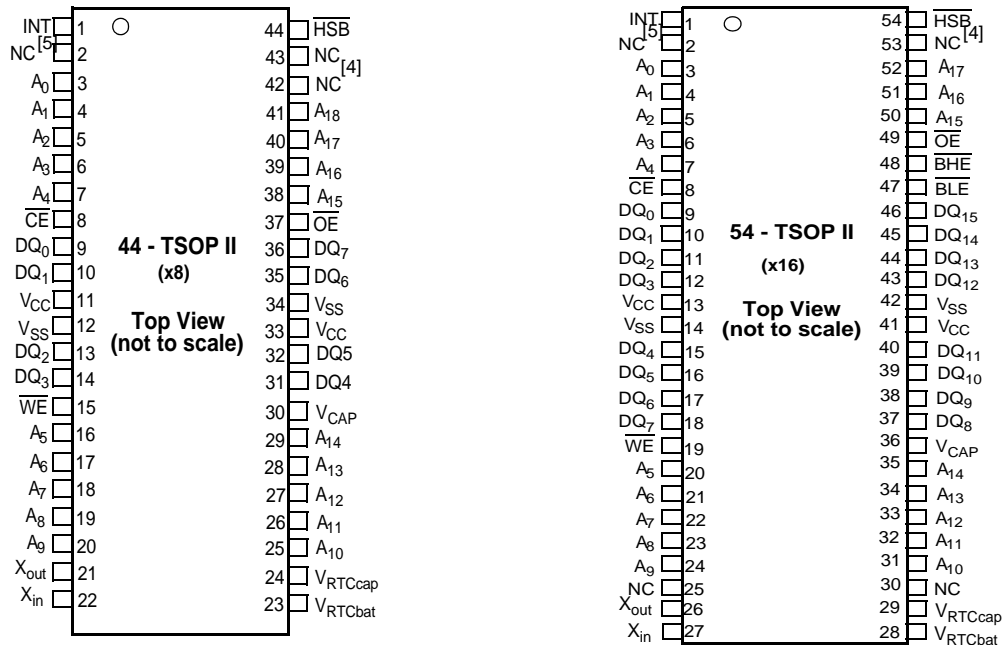 INT 1 44 HSB
NC [5] 2 43 NC
A0 3 42 NC [4]
A1 4 41 A18
A2 5 40 A17
A3 6 39 A16
A4 7 38 A15
CE 8 37 OE
DQ0 9 36 DQ7
DQ1 10 35 DQ6
VCC 11 34 VSS
VSS 12 33 VCC
DQ2 13 32 DQ5
DQ3 14 31 DQ4
WE 15 30 VCAP
A5 16 29 A14
A6 17 28 A13
A7 18 27 A12
A8 19 26 A11
A9 20 25 A10
Xout 21 24 VRTCcap
Xin 22 23 VRTCbat
44 - TSOP II
(x8)
Top View
(not to scale)
INT 1 54 HSB
NC [5] 2 53 NC [4]
A0 3 52 A17
A1 4 51 A16
A2 5 50 A15
A3 6 49 OE
A4 7 48 BHE
CE 8 47 BLE
DQ0 9 46 DQ15
DQ1 10 45 DQ14
DQ2 11 44 DQ13
DQ3 12 43 DQ12
VCC 13 42 VSS
VSS 14 41 VCC
DQ4 15 40 DQ11
DQ5 16 39 DQ10
DQ6 17 38 DQ9
DQ7 18 37 DQ8
WE 19 36 VCAP
A5 20 35 A14
A6 21 34 A13
A7 22 33 A12
A8 23 32 A11
A9 24 31 A10
NC 25 30 NC
Xout 26 29 VRTCcap
Xin 27 28 VRTCbat
54 - TSOP II
(x16)
Top View
(not to scale)